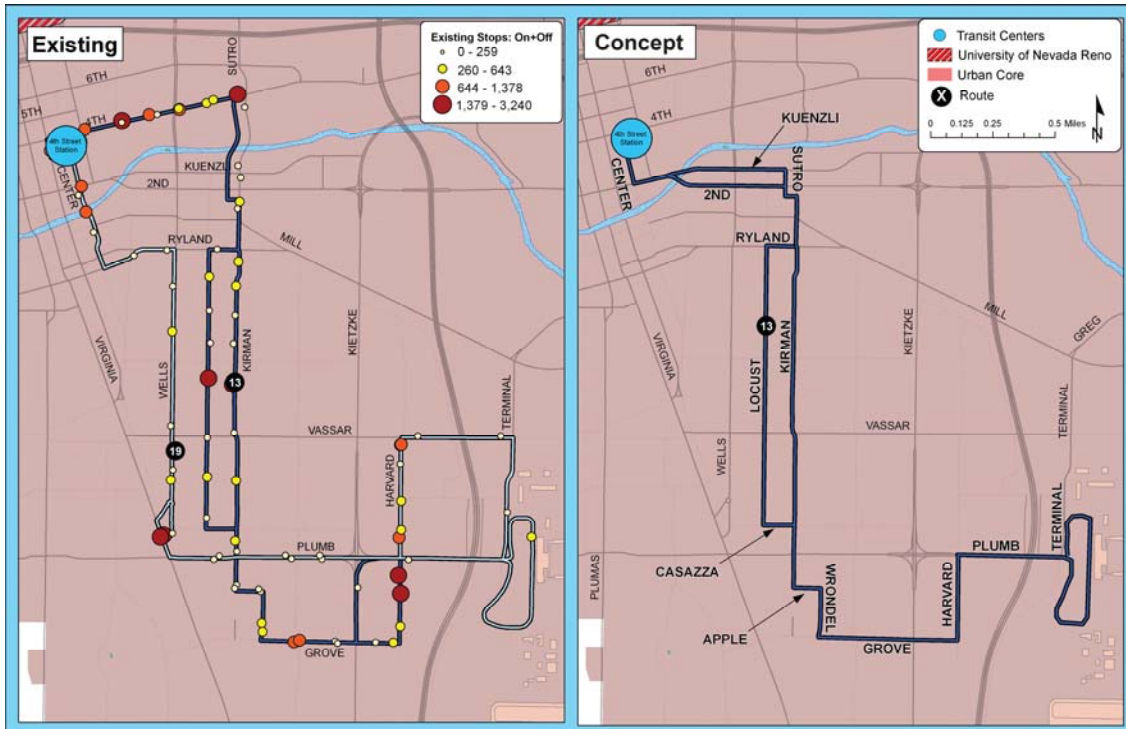 Existing
Existing Stops: On+Off
0 - 259
260 - 643
644 - 1,378
1,379 - 3,240
SUTRO
6TH
5TH
4TH
4th Street
Station
CENTER
KUENZLI
2ND
RYLAND
MILL
VIRGINIA
WELLS
KIRMAN
KIETZKE
13
19
VASSAR
TERMINAL
HARVARD
PLUMB
GROVE
Concept
Transit Centers
University of Nevada Reno
Urban Core
X
Route
0 0.125 0.25 0.5 Miles
N
6TH
5TH
4TH
4th Street
Station
CENTER
KUENZLI
SUTRO
2ND
RYLAND
MILL
GREG
VIRGINIA
13
LOCUST
KIRMAN
KIETZKE
VASSAR
WELLS
TERMINAL
TERMINAL
PLUMB
CASAZZA
PLUMAS
WRONDEL
HARVARD
APPLE
GROVE